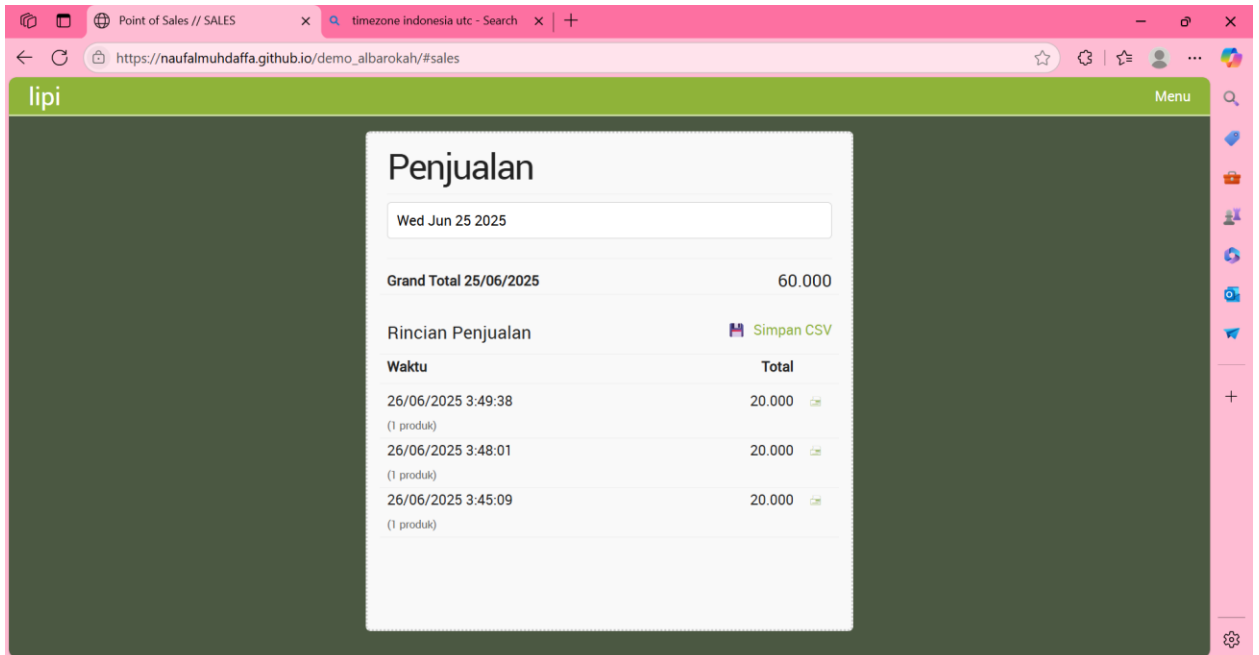 Point of Sales // SALES
timezone indonesia utc - Search
https://naufalmuhdaffa.github.io/demo_albarokah/#sales
lipi
Menu
Penjualan
Wed Jun 25 2025
Grand Total 25/06/2025 60.000
Rincian Penjualan Simpan CSV
Waktu Total
26/06/2025 3:49:38 20.000
(1 produk)
26/06/2025 3:48:01 20.000
(1 produk)
26/06/2025 3:45:09 20.000
(1 produk)